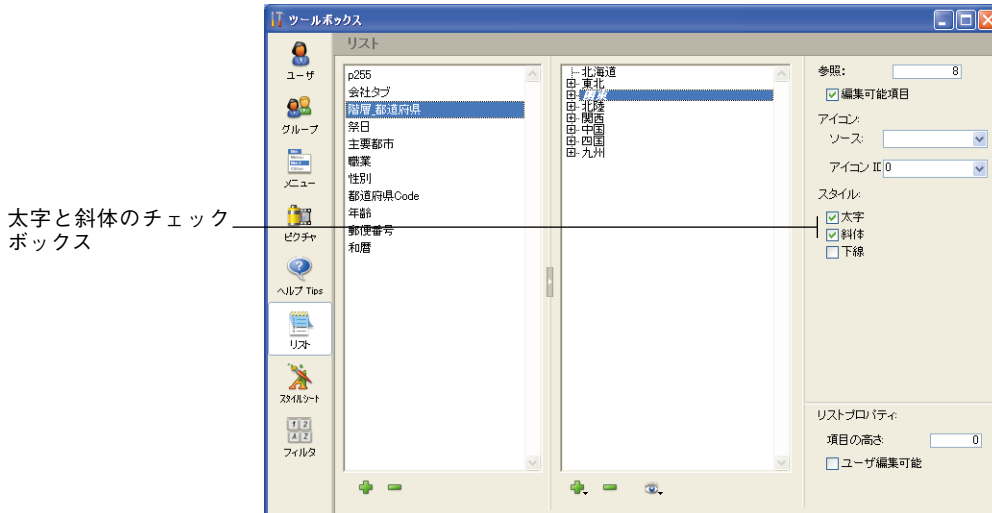 ツールボックス
リスト
ユーザ
グループ
メニュー
ピクチャ
ヘルプ Tips
リスト
スタイルシート
フィルタ
p255
会社タブ
階層_都道府県
祭日
主要都市
職業
性別
都道府県Code
年齢
郵便番号
和暦
北海道
東北
関東
北陸
関西
中国
四国
九州
参照: 8
編集可能項目
アイコン:
ソース:
アイコン ID 0
スタイル:
太字
斜体
下線
リストプロパティ:
項目の高さ: 0
ユーザ編集可能
太字と斜体のチェック
ボックス